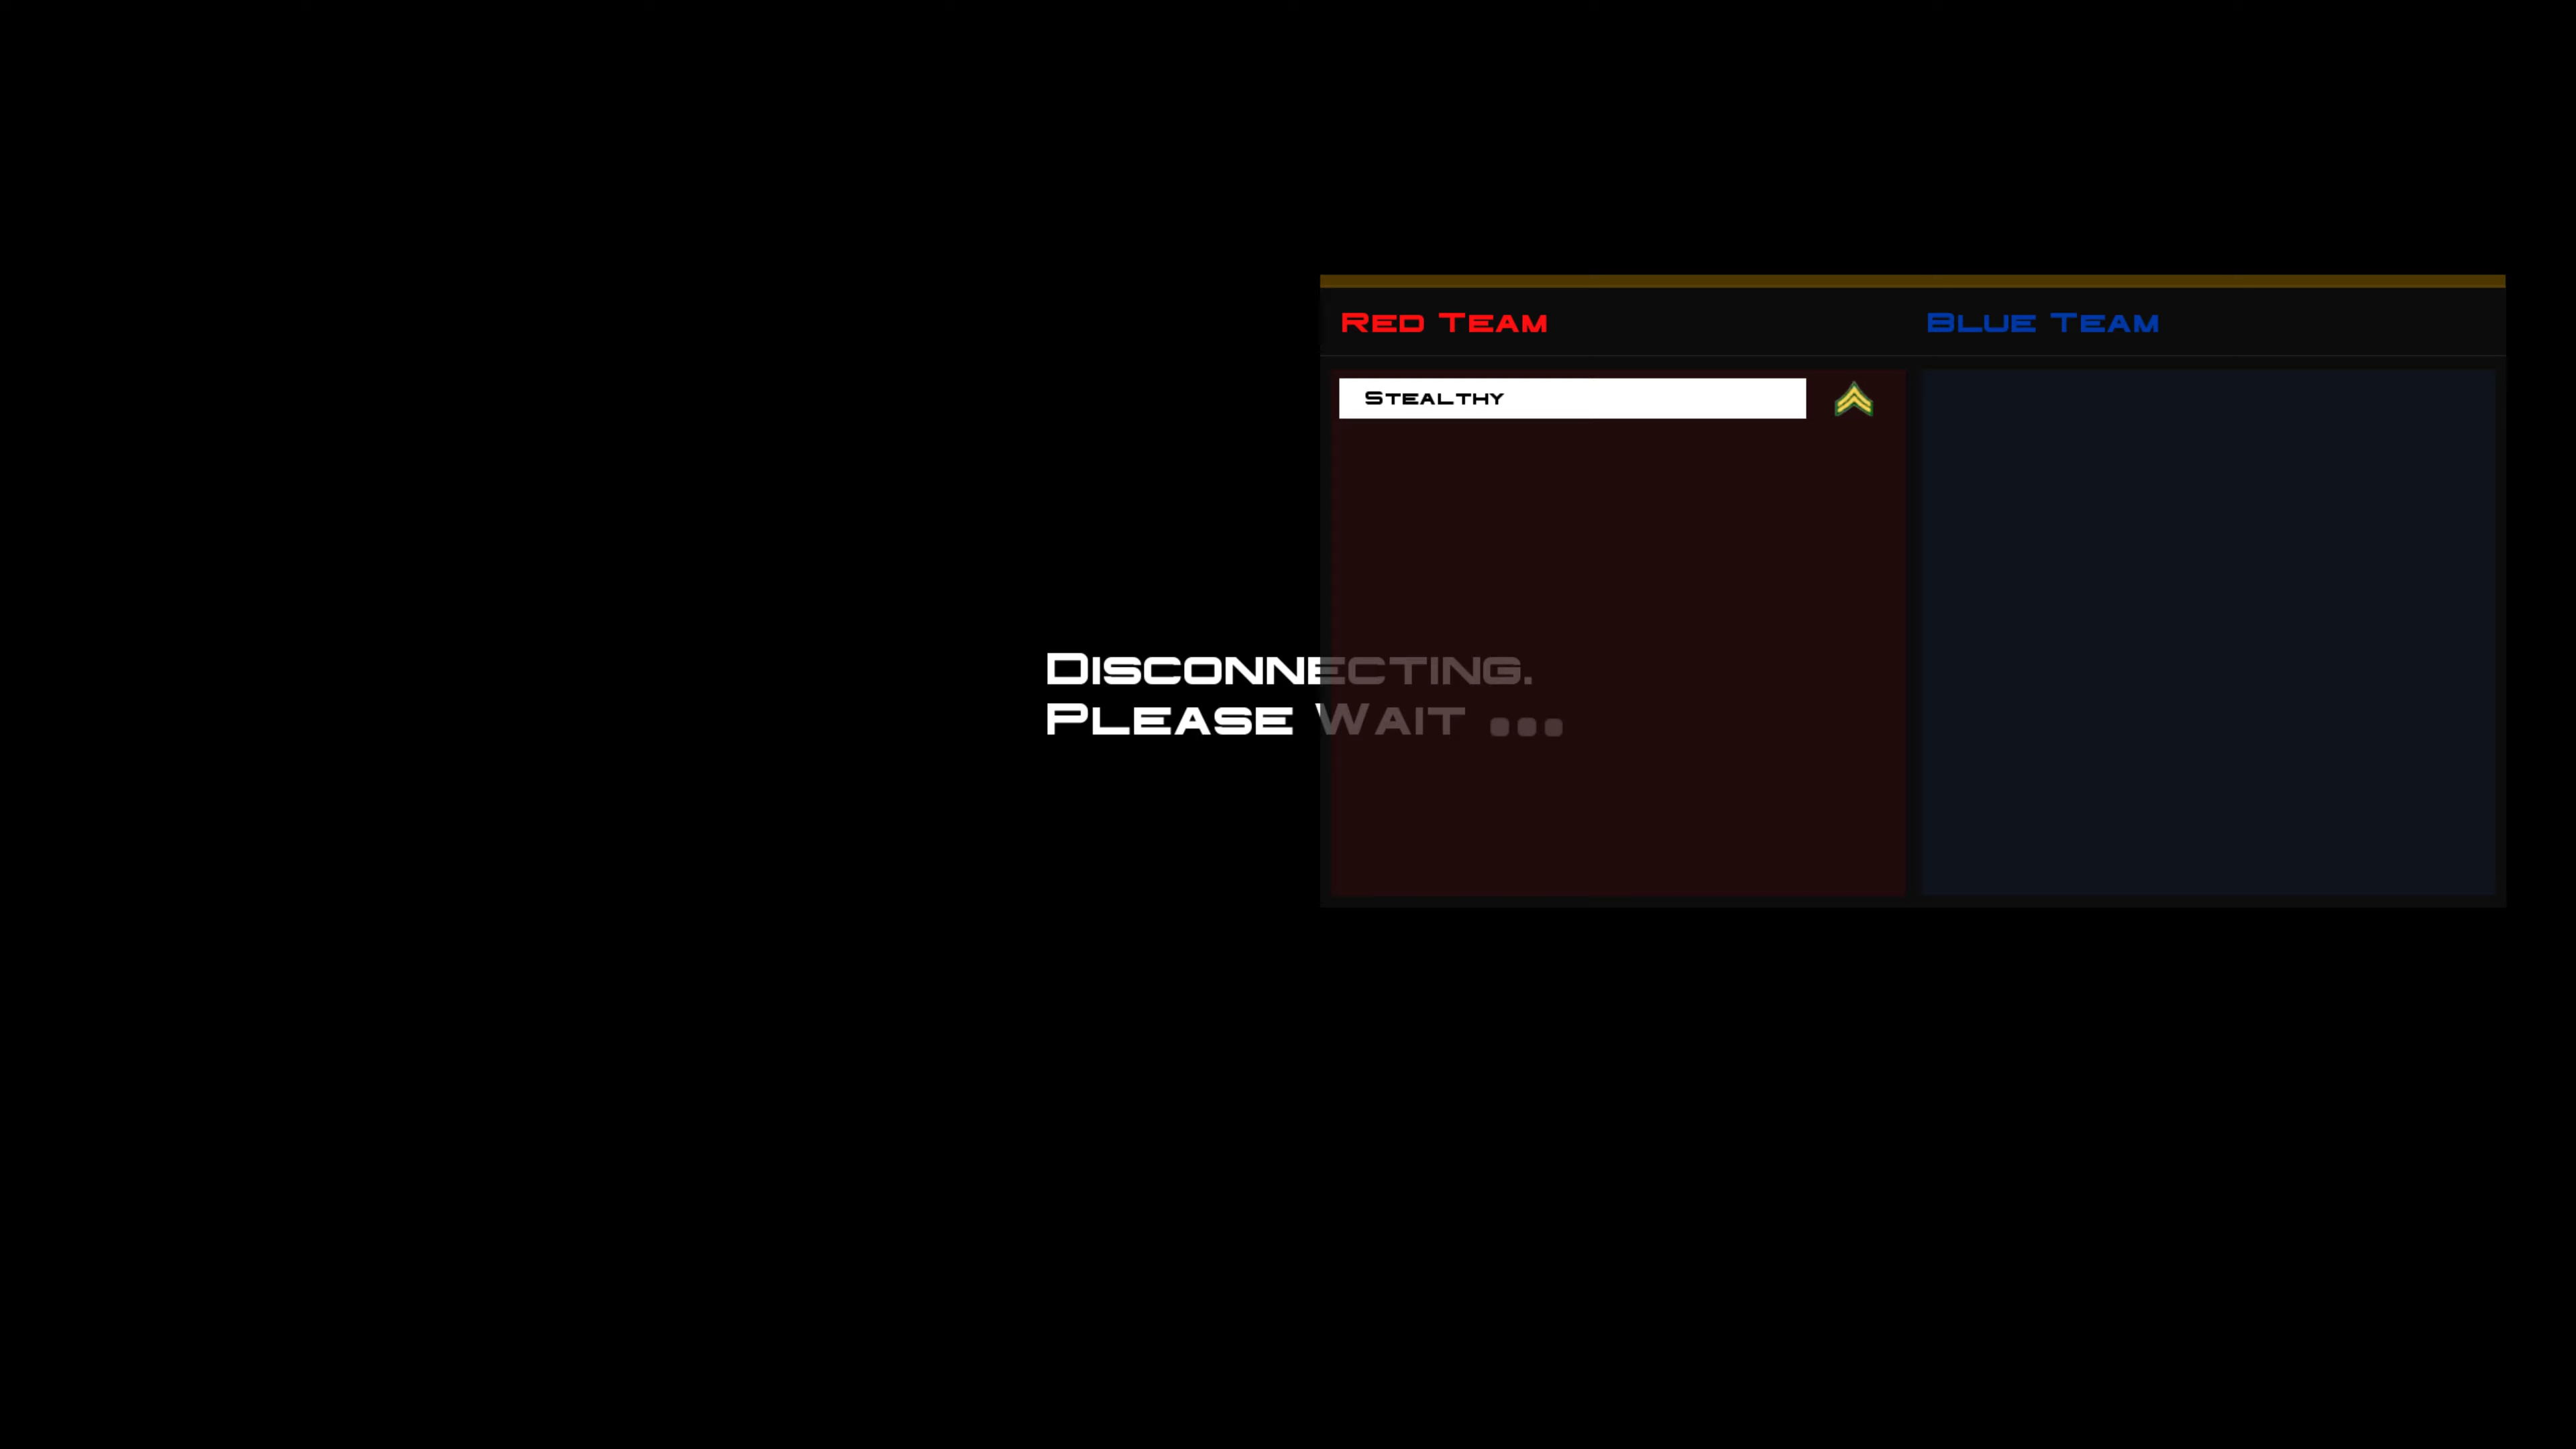 Red Team
Blue Team
Stealthy
Disconnecting.
Please Wait ...